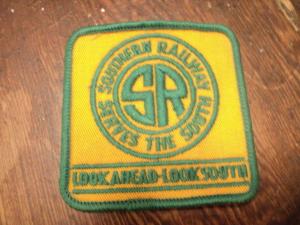 SOUTHERN RAILWAY
SR
SERVES THE SOUTH
LOOK AHEAD-LOOK SOUTH